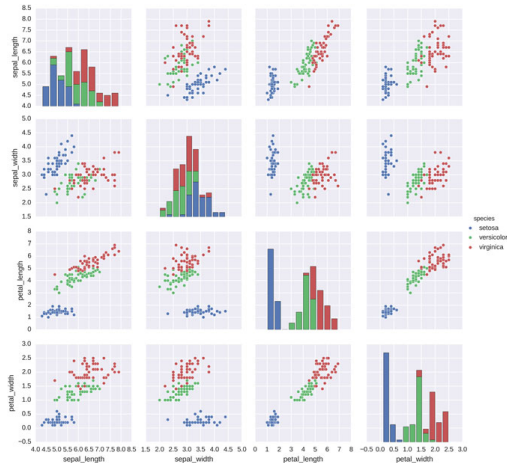 8.5
8.0
7.5
7.0
6.5
6.0
5.5
5.0
4.5
4.0
sepal_length
5.0
4.5
4.0
3.5
3.0
2.5
2.0
1.5
sepal_width
species
setosa
versicolor
virginica
8
7
6
5
4
3
2
1
0
petal_length
3.0
2.5
2.0
1.5
1.0
0.5
0.0
−0.5
petal_width
4.0 4.5 5.0 5.5 6.0 6.5 7.0 7.5 8.0 8.5
1.5 2.0 2.5 3.0 3.5 4.0 4.5 5.0
0 1 2 3 4 5 6 7 8
−0.5 0.0 0.5 1.0 1.5 2.0 2.5 3.0
sepal_length
sepal_width
petal_length
petal_width